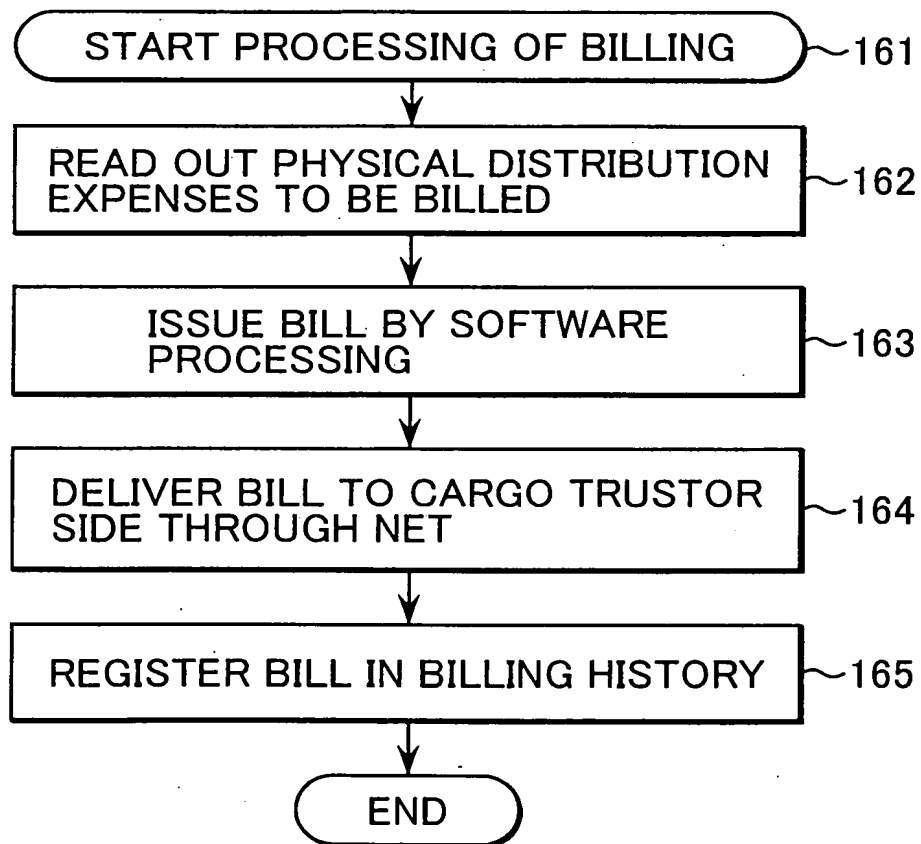 START PROCESSING OF BILLING
161
READ OUT PHYSICAL DISTRIBUTION
EXPENSES TO BE BILLED
162
ISSUE BILL BY SOFTWARE
PROCESSING
163
DELIVER BILL TO CARGO TRUSTOR
SIDE THROUGH NET
164
REGISTER BILL IN BILLING HISTORY
165
END